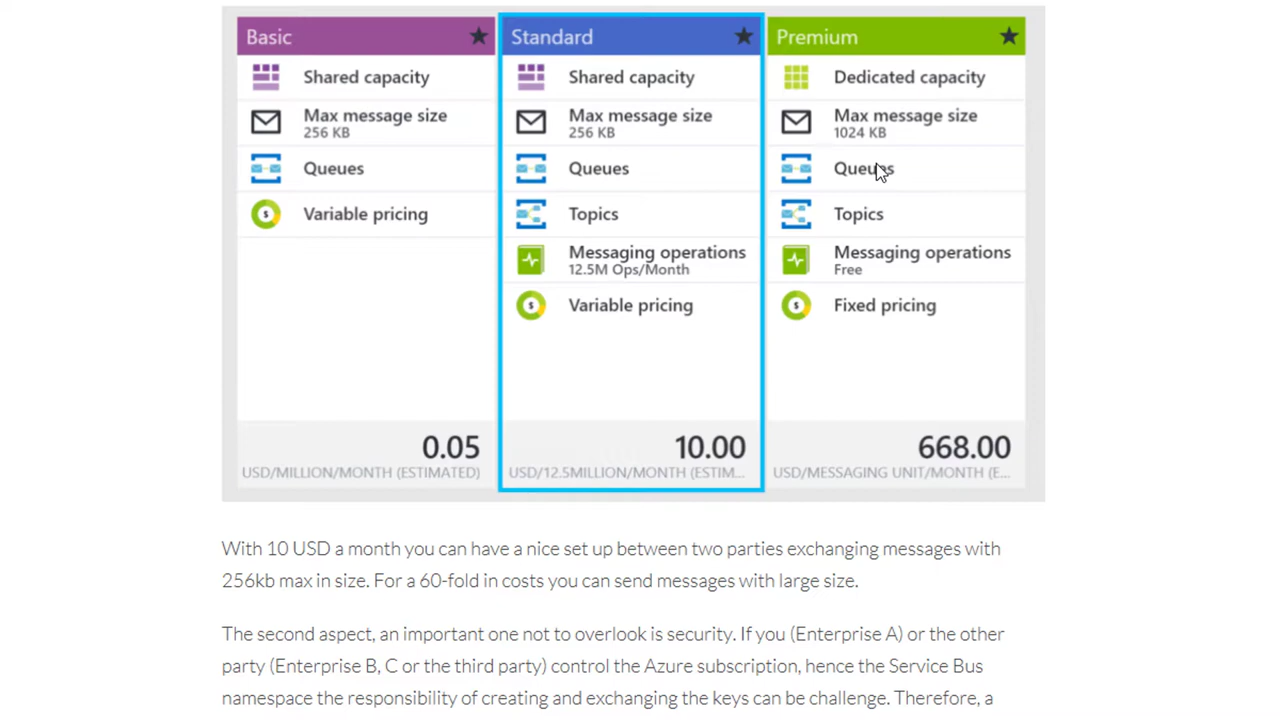 Basic
Shared capacity
Max message size
256 KB
Queues
Variable pricing
0.05
USD/MILLION/MONTH (ESTIMATED)
Standard
Shared capacity
Max message size
256 KB
Queues
Topics
Messaging operations
12.5M Ops/Month
Variable pricing
10.00
USD/12.5MILLION/MONTH (ESTIM...
Premium
Dedicated capacity
Max message size
1024 KB
Queues
Topics
Messaging operations
Free
Fixed pricing
668.00
USD/MESSAGING UNIT/MONTH (E...
With 10 USD a month you can have a nice set up between two parties exchanging messages with
256kb max in size. For a 60-fold in costs you can send messages with large size.
The second aspect, an important one not to overlook is security. If you (Enterprise A) or the other
party (Enterprise B, C or the third party) control the Azure subscription, hence the Service Bus
namespace the responsibility of creating and exchanging the keys can be challenge. Therefore, a